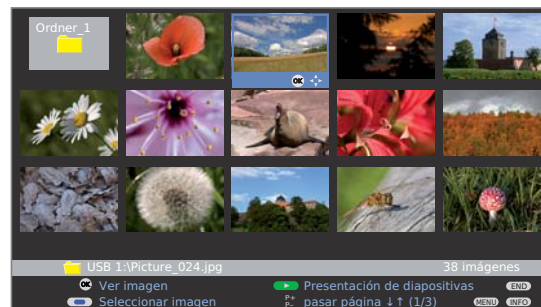 Ordner_1
OK
USB 1:\Picture_024.jpg 38 imágenes
OK Ver imagen Presentación de diapositivas END
Seleccionar imagen P+ P- pasar página ↓↑ (1/3) MENU INFO